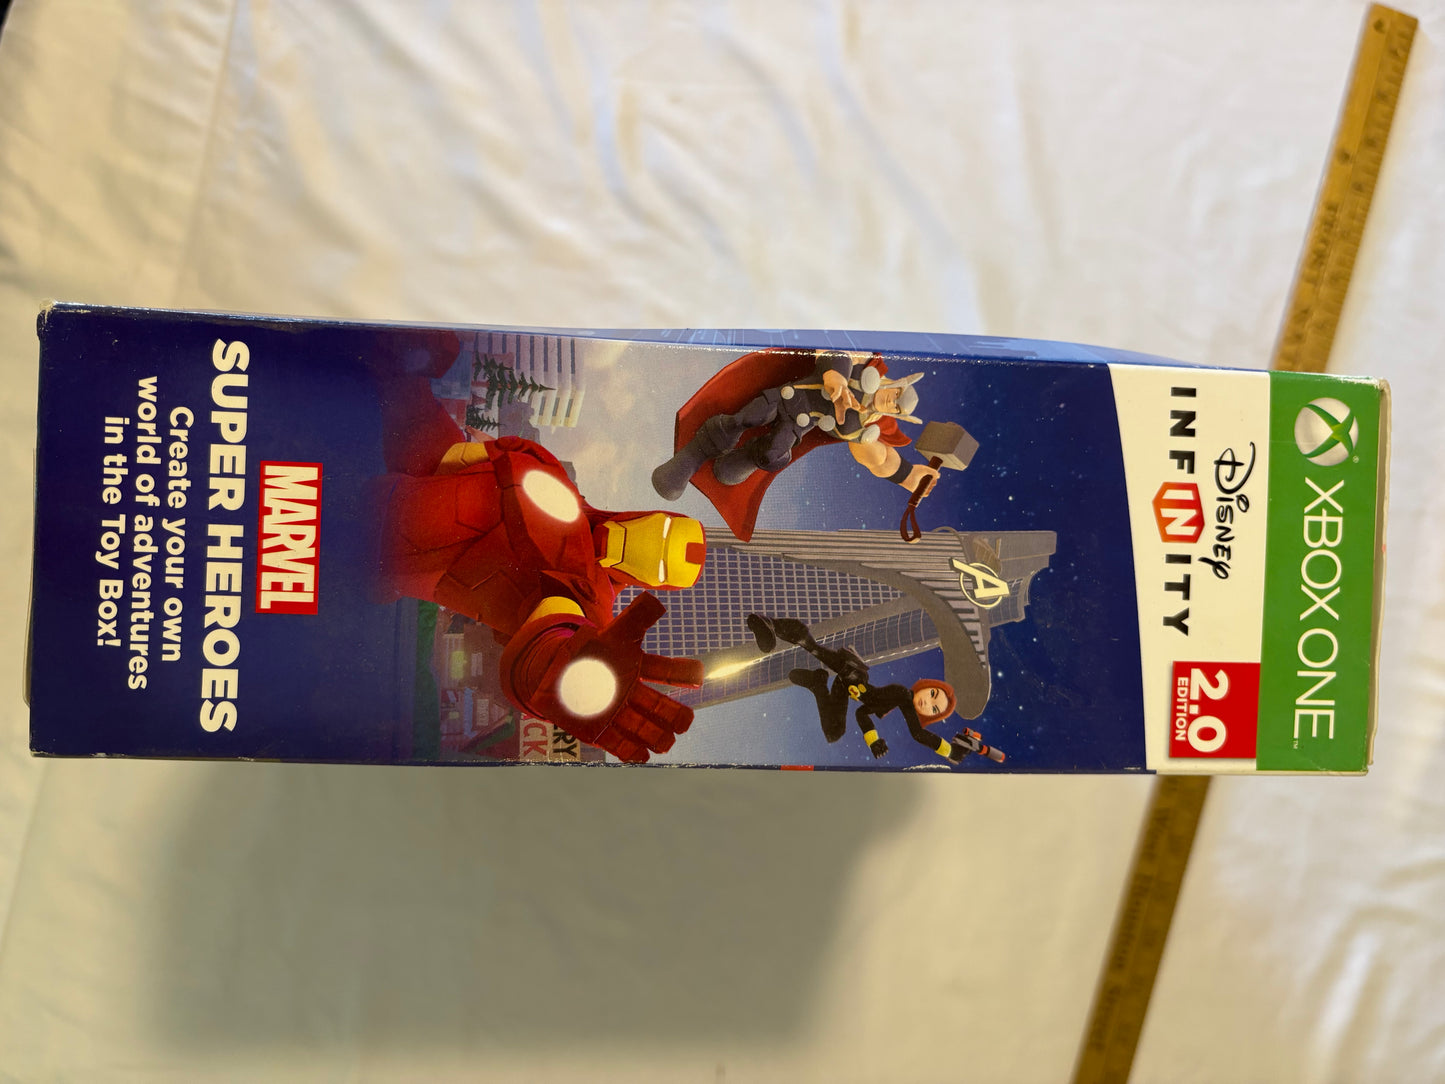 XBOX ONE
Disney
INFINITY
2.0
EDITION
A
MARVEL
SUPER HEROES
Create your own
world of adventures
in the Toy Box!